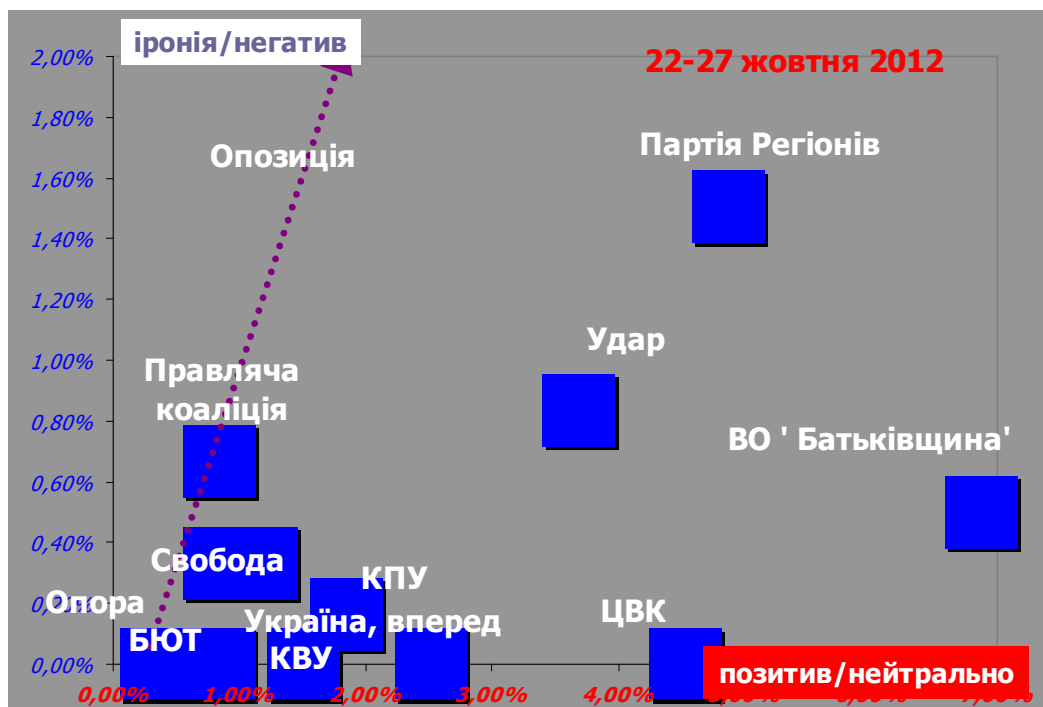 іронія/негатив
22-27 жовтня 2012
2,00%
1,80%
Партія Регіонів
Опозиція
1,60%
1,40%
1,20%
Удар
1,00%
Правляча
коаліція
0,80%
ВО ' Батьківщина'
0,60%
0,40%
Свобода
КПУ
Опора
0,20%
Україна, вперед
ЦВК
БЮТ
КВУ
0,00%
позитив/нейтрально
0,00%
1,00%
2,00%
3,00%
4,00%